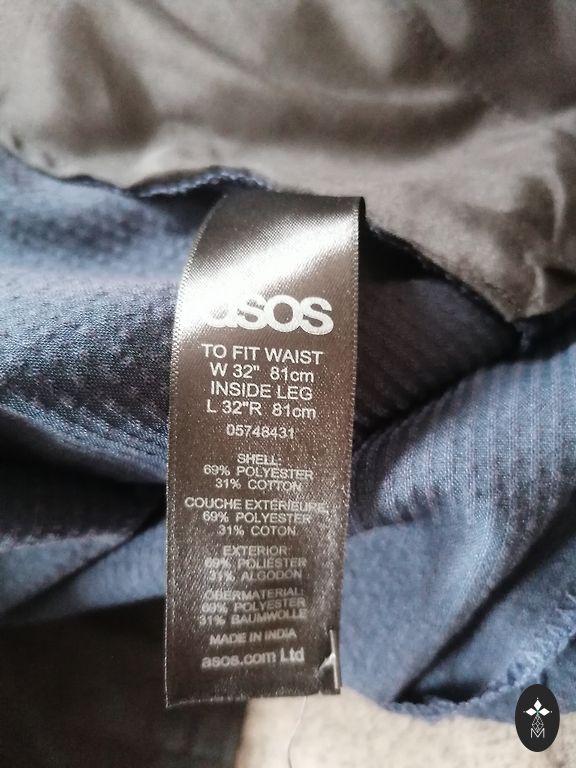 asos
TO FIT WAIST
W 32" 81cm
INSIDE LEG
L 32"R 81cm
05748431
SHELL:
69% POLYESTER
31% COTTON
COUCHE EXTÉRIEURE:
69% POLYESTER
31% COTON
EXTERIOR:
69% POLIÉSTER
31% ALGODON
OBERMATERIAL:
69% POLYESTER
31% BAUMWOLLE
MADE IN INDIA
asos.com Ltd
M